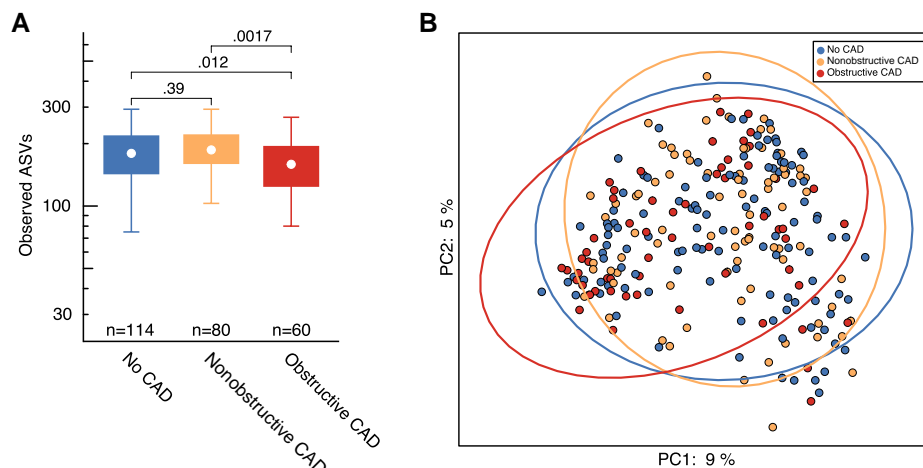 A
B
.0017
.012
.39
300
100
30
Observed ASVs
n=114
n=80
n=60
No CAD
Nonobstructive CAD
Obstructive CAD
No CAD
Nonobstructive CAD
Obstructive CAD
PC2: 5 %
PC1: 9 %